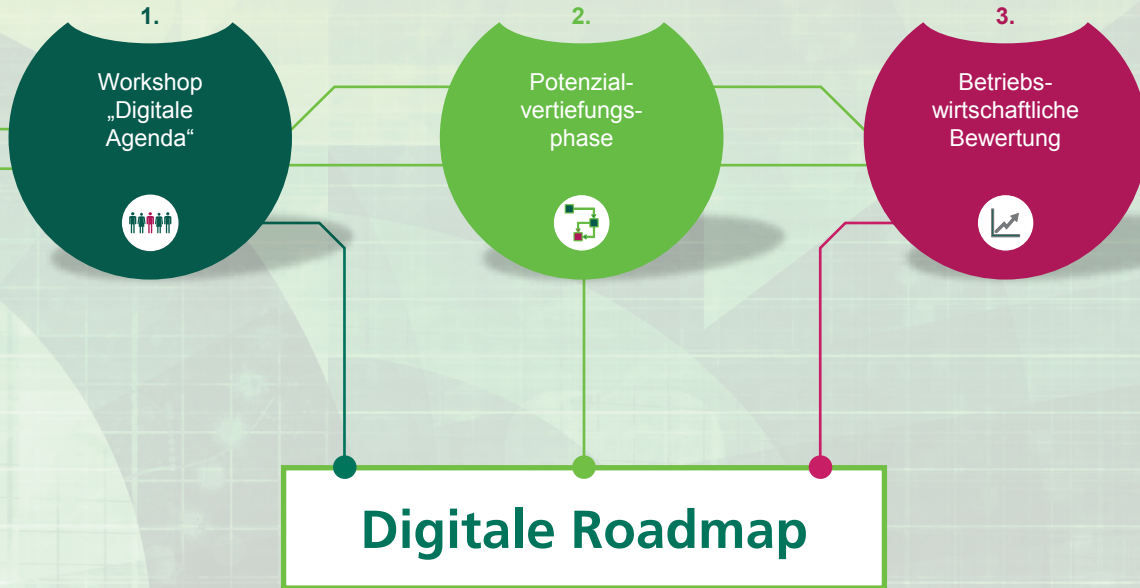 1.
Workshop
„Digitale
Agenda“
2.
Potenzial-
vertiefungs-
phase
3.
Betriebs-
wirtschaftliche
Bewertung
Digitale Roadmap